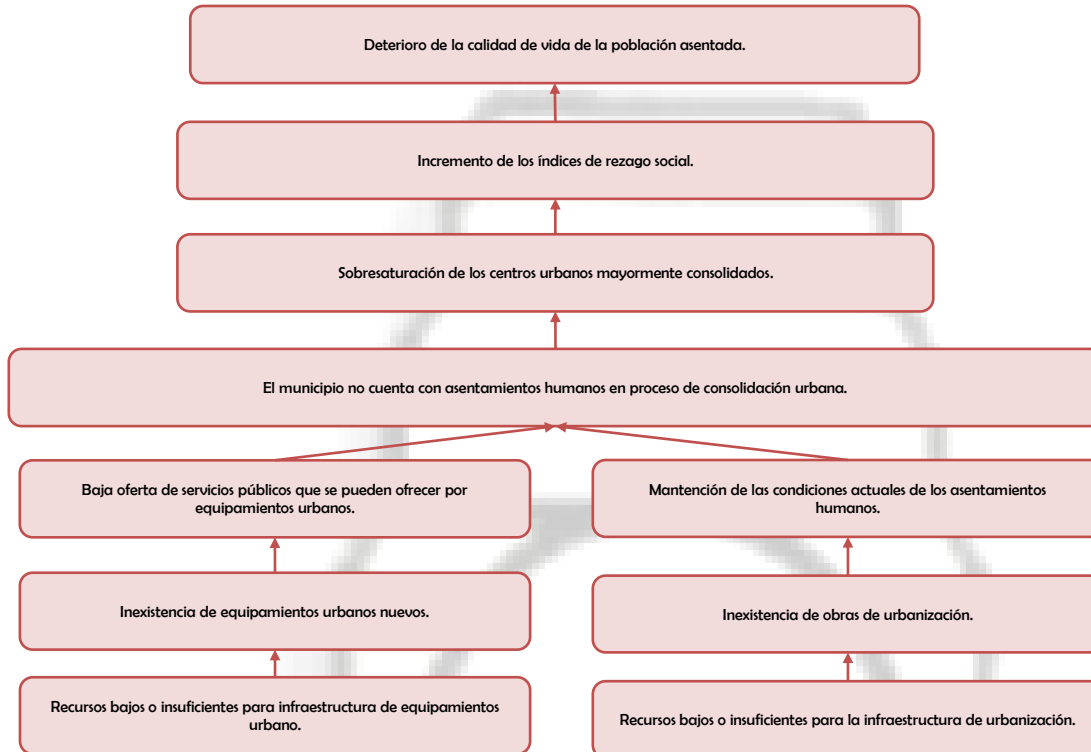 Deterioro de la calidad de vida de la población asentada.
Incremento de los índices de rezago social.
Sobresaturación de los centros urbanos mayormente consolidados.
El municipio no cuenta con asentamientos humanos en proceso de consolidación urbana.
Baja oferta de servicios públicos que se pueden ofrecer por
equipamientos urbanos.
Mantención de las condiciones actuales de los asentamientos
humanos.
Inexistencia de equipamientos urbanos nuevos.
Inexistencia de obras de urbanización.
Recursos bajos o insuficientes para infraestructura de equipamientos
urbano.
Recursos bajos o insuficientes para la infraestructura de urbanización.